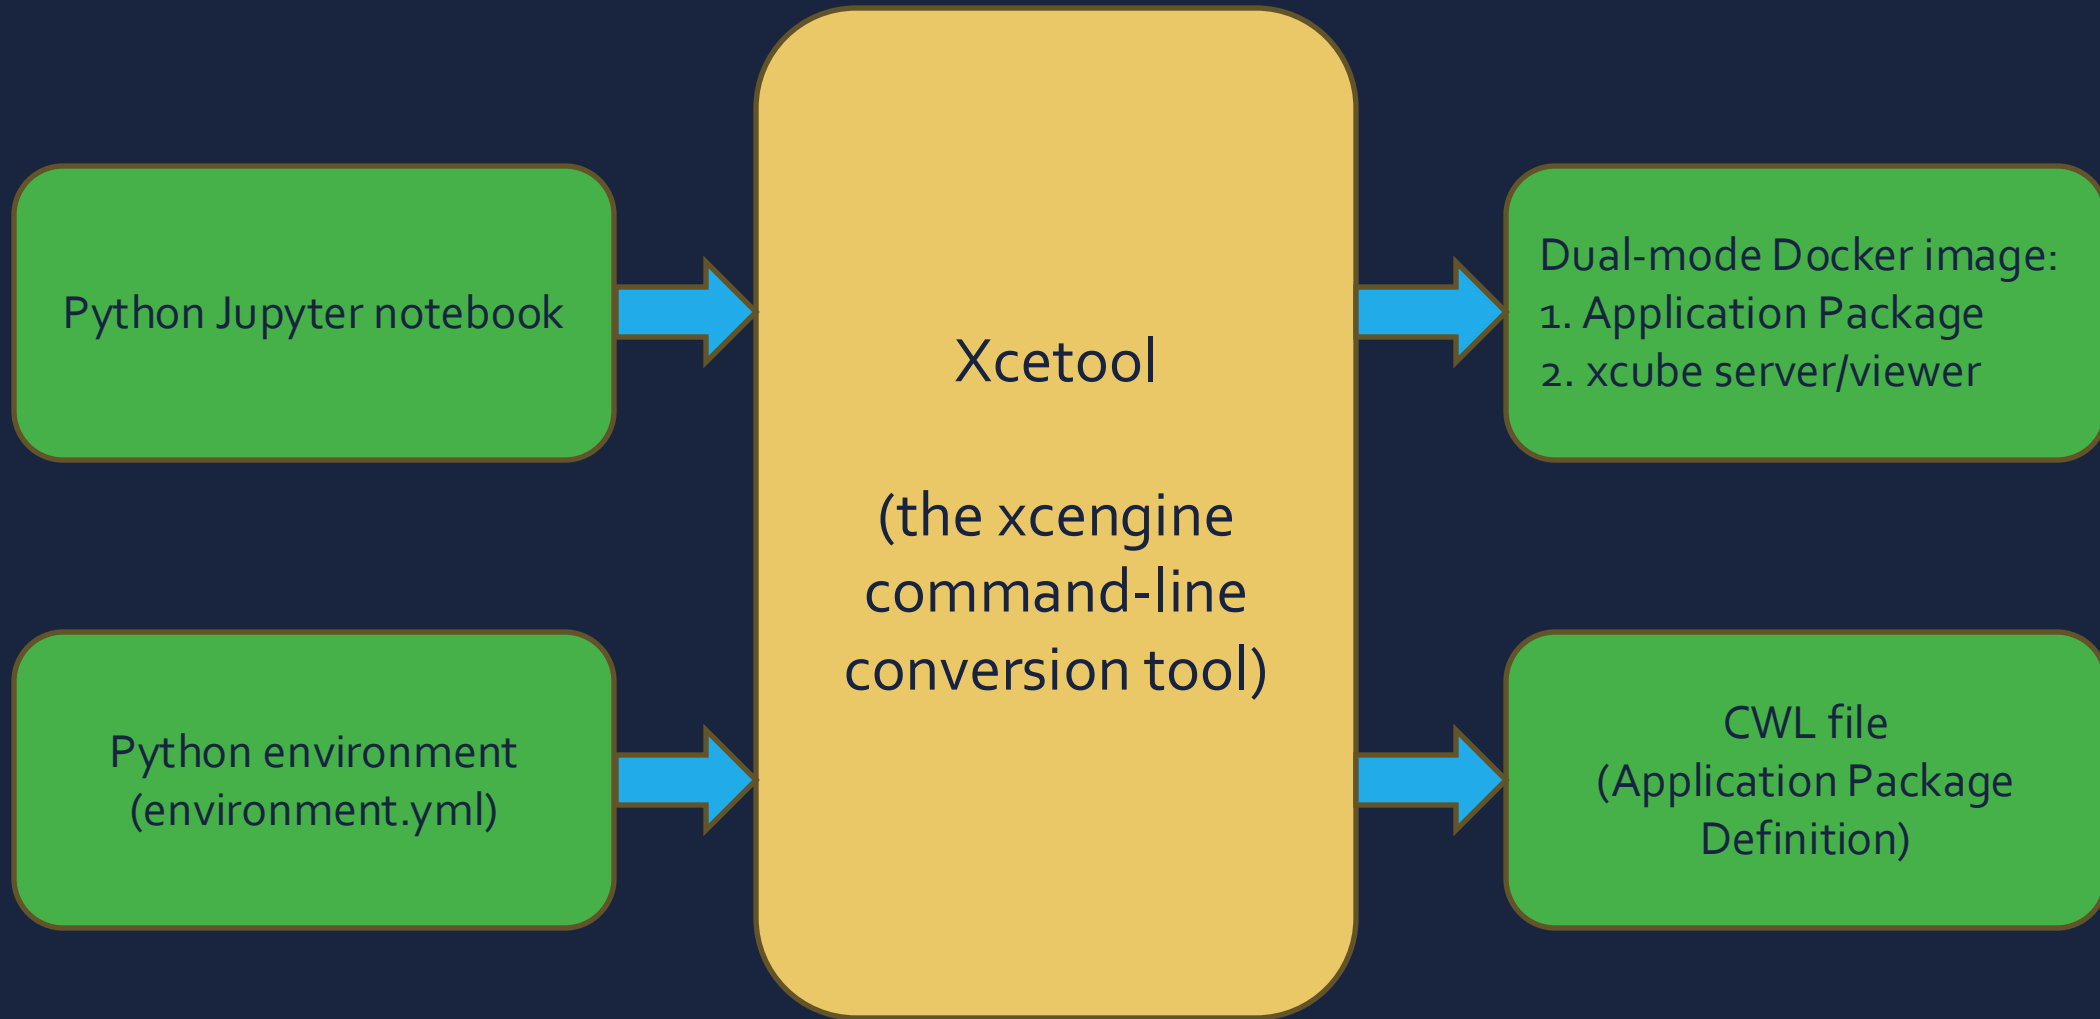 Python Jupyter notebook
Python environment
(environment.yml)
Xcetool
(the xcengine
command-line
conversion tool)
Dual-mode Docker image:
1. Application Package
2. xcube server/viewer
CWL file
(Application Package
Definition)